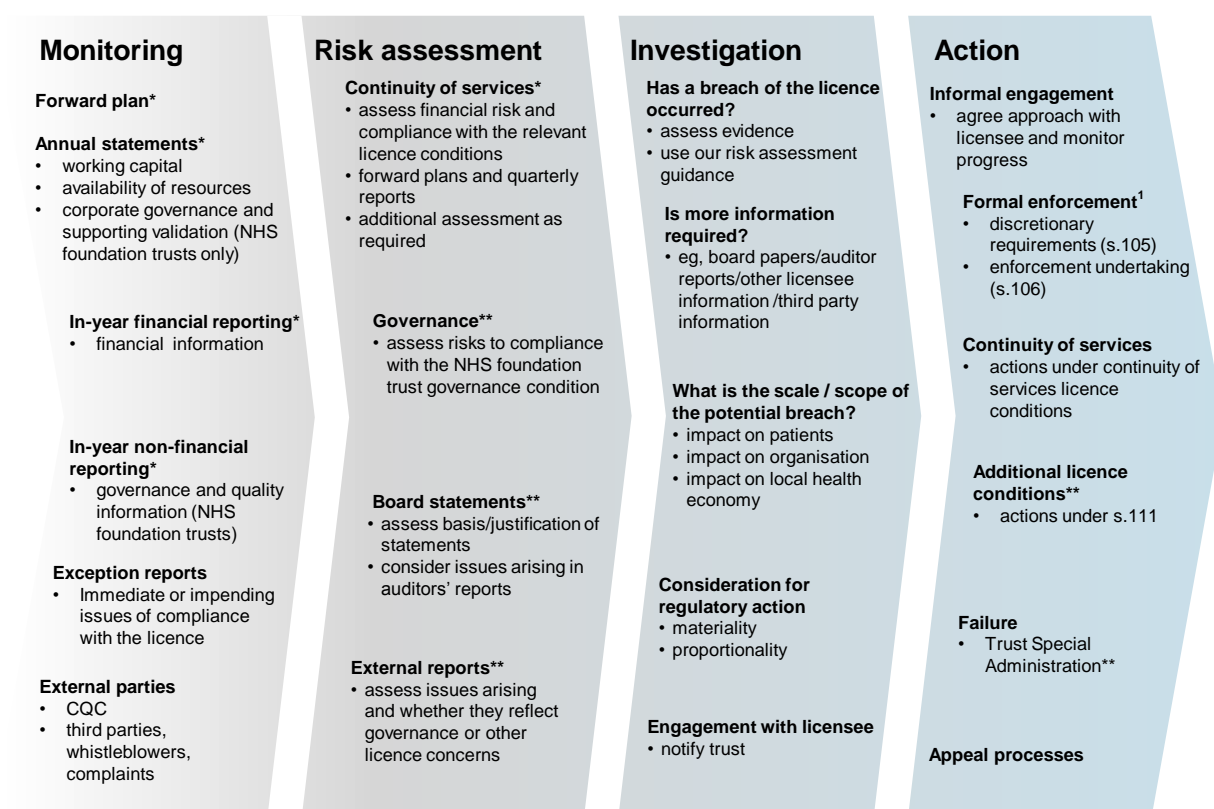 Monitoring
Forward plan*
Annual statements*
• working capital
• availability of resources
• corporate governance and
supporting validation (NHS
foundation trusts only)
In-year financial reporting*
• financial information
In-year non-financial
reporting*
• governance and quality
information (NHS
foundation trusts)
Exception reports
• Immediate or impending
issues of compliance
with the licence
External parties
• CQC
• third parties,
whistleblowers,
complaints
Risk assessment
Continuity of services*
• assess financial risk and
compliance with the relevant
licence conditions
• forward plans and quarterly
reports
• additional assessment as
required
Governance**
• assess risks to compliance
with the NHS foundation
trust governance condition
Board statements**
• assess basis/justification of
statements
• consider issues arising in
auditors' reports
External reports**
• assess issues arising
and whether they reflect
governance or other
licence concerns
Investigation
Has a breach of the licence
occurred?
• assess evidence
• use our risk assessment
guidance
Is more information
required?
• eg, board papers/auditor
reports/other licensee
information /third party
information
What is the scale / scope of
the potential breach?
• impact on patients
• impact on organisation
• impact on local health
economy
Consideration for
regulatory action
• materiality
• proportionality
Engagement with licensee
• notify trust
Action
Informal engagement
• agree approach with
licensee and monitor
progress
Formal enforcement¹
• discretionary
requirements (s.105)
• enforcement undertaking
(s.106)
Continuity of services
• actions under continuity of
services licence
conditions
Additional licence
conditions**
• actions under s.111
Failure
• Trust Special
Administration**
Appeal processes